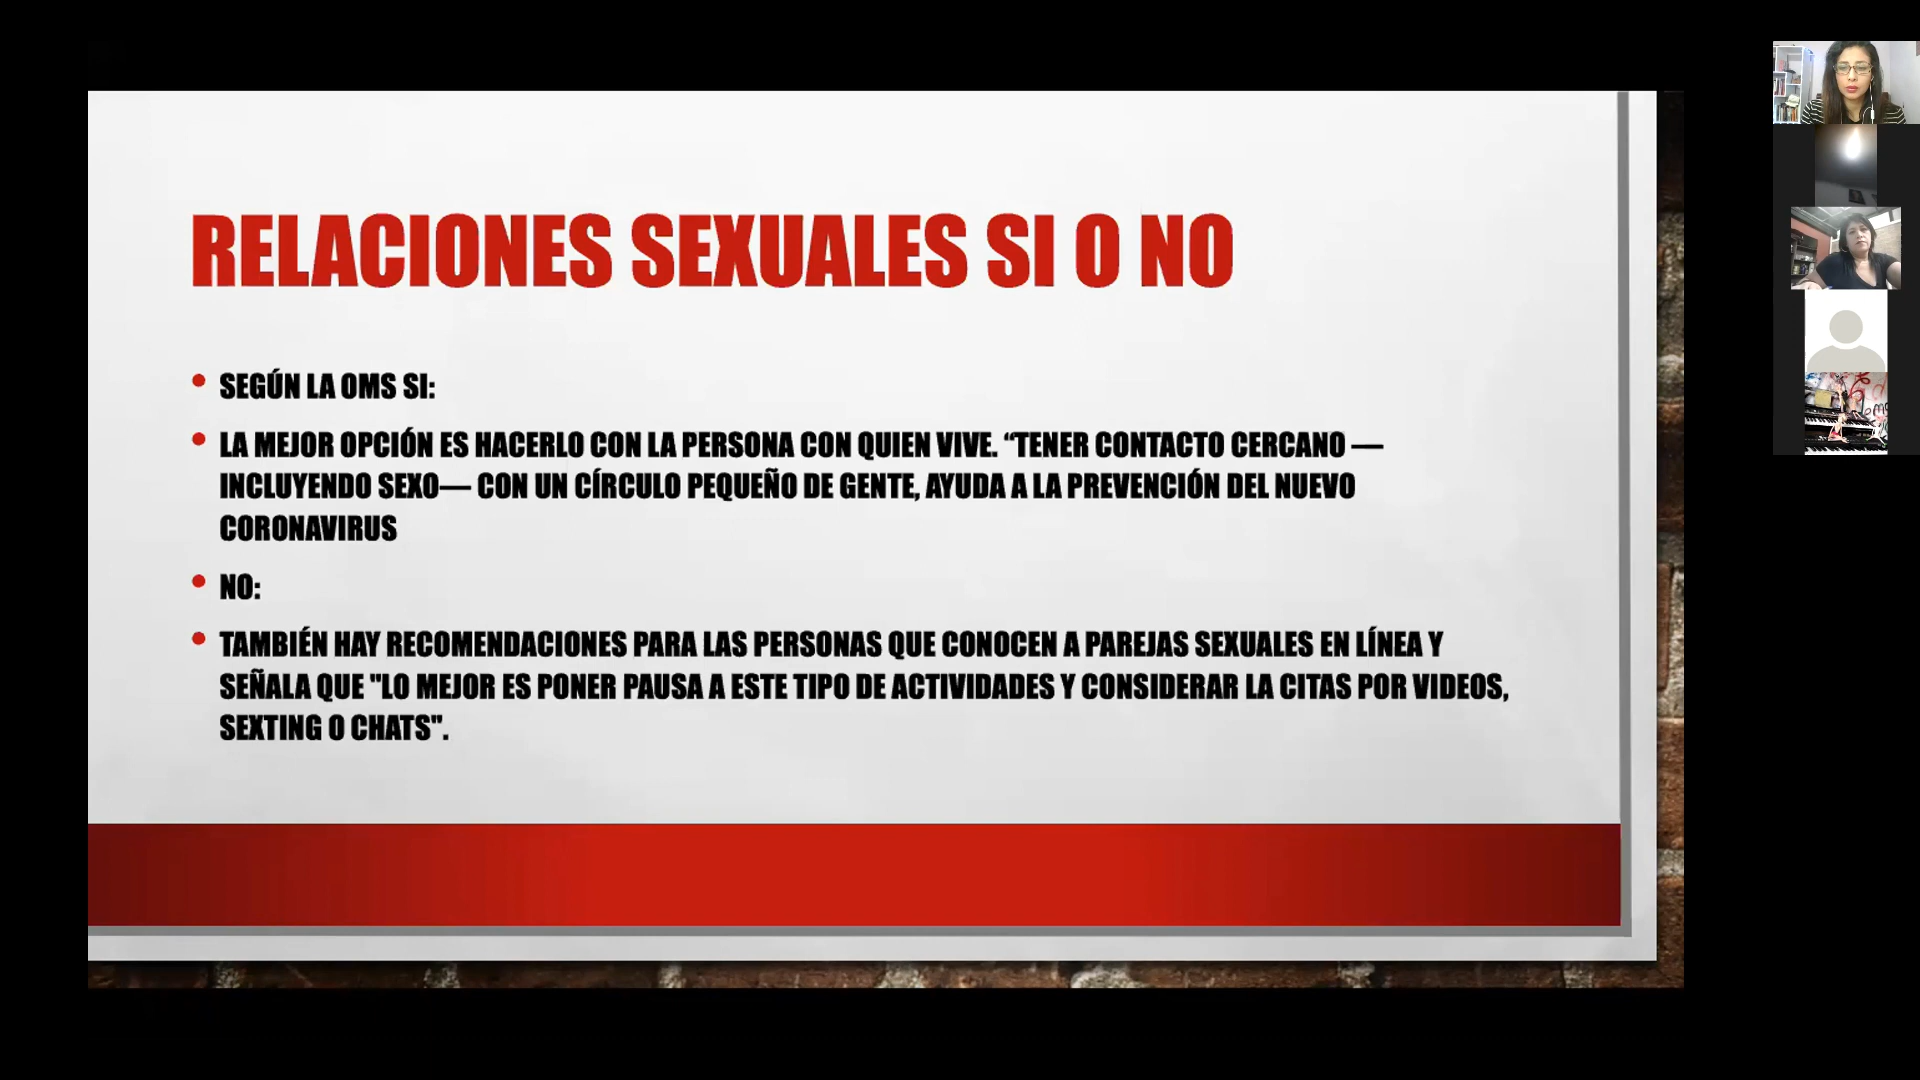 RELACIONES SEXUALES SI O NO
• SEGÚN LA OMS SI:
• LA MEJOR OPCIÓN ES HACERLO CON LA PERSONA CON QUIEN VIVE. “TENER CONTACTO CERCANO —
INCLUYENDO SEXO— CON UN CÍRCULO PEQUEÑO DE GENTE, AYUDA A LA PREVENCIÓN DEL NUEVO
CORONAVIRUS
• NO:
• TAMBIÉN HAY RECOMENDACIONES PARA LAS PERSONAS QUE CONOCEN A PAREJAS SEXUALES EN LÍNEA Y
SEÑALA QUE "LO MEJOR ES PONER PAUSA A ESTE TIPO DE ACTIVIDADES Y CONSIDERAR LA CITAS POR VIDEOS,
SEXTING O CHATS".